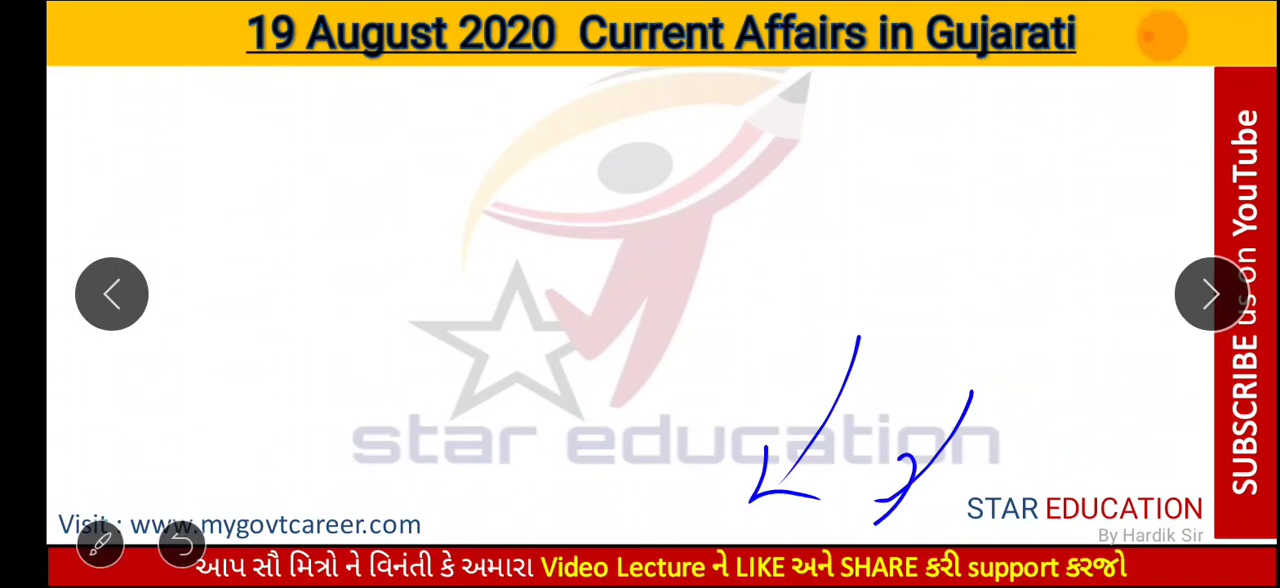 19 August 2020 Current Affairs in Gujarati
star education
SUBSCRIBE us on YouTube
STAR EDUCATION
By Hardik Sir
Visit : www.mygovtcareer.com
આપ સૌ મિત્રો ને વિનંતી કે અમારા Video Lecture ને LIKE અને SHARE કરી support કરજો